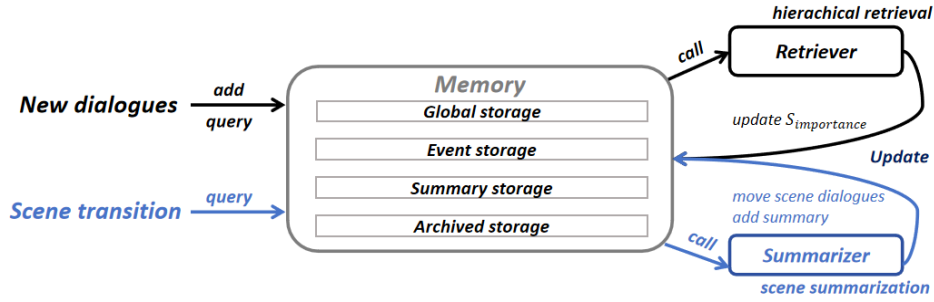 hierachical retrieval
Retriever
call
Memory
New dialogues
add
query
Global storage
update S_importance
Event storage
Update
Summary storage
Scene transition
query
move scene dialogues
add summary
Archived storage
call
Summarizer
scene summarization